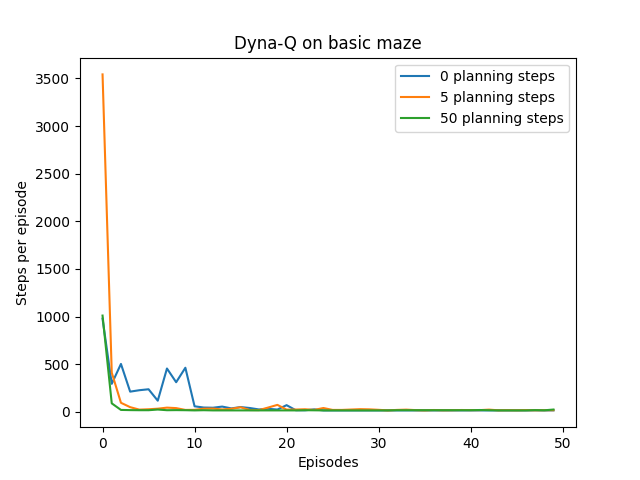 Dyna-Q on basic maze
0 planning steps
5 planning steps
50 planning steps
Steps per episode
3500
3000
2500
2000
1500
1000
500
0
0 10 20 30 40 50
Episodes